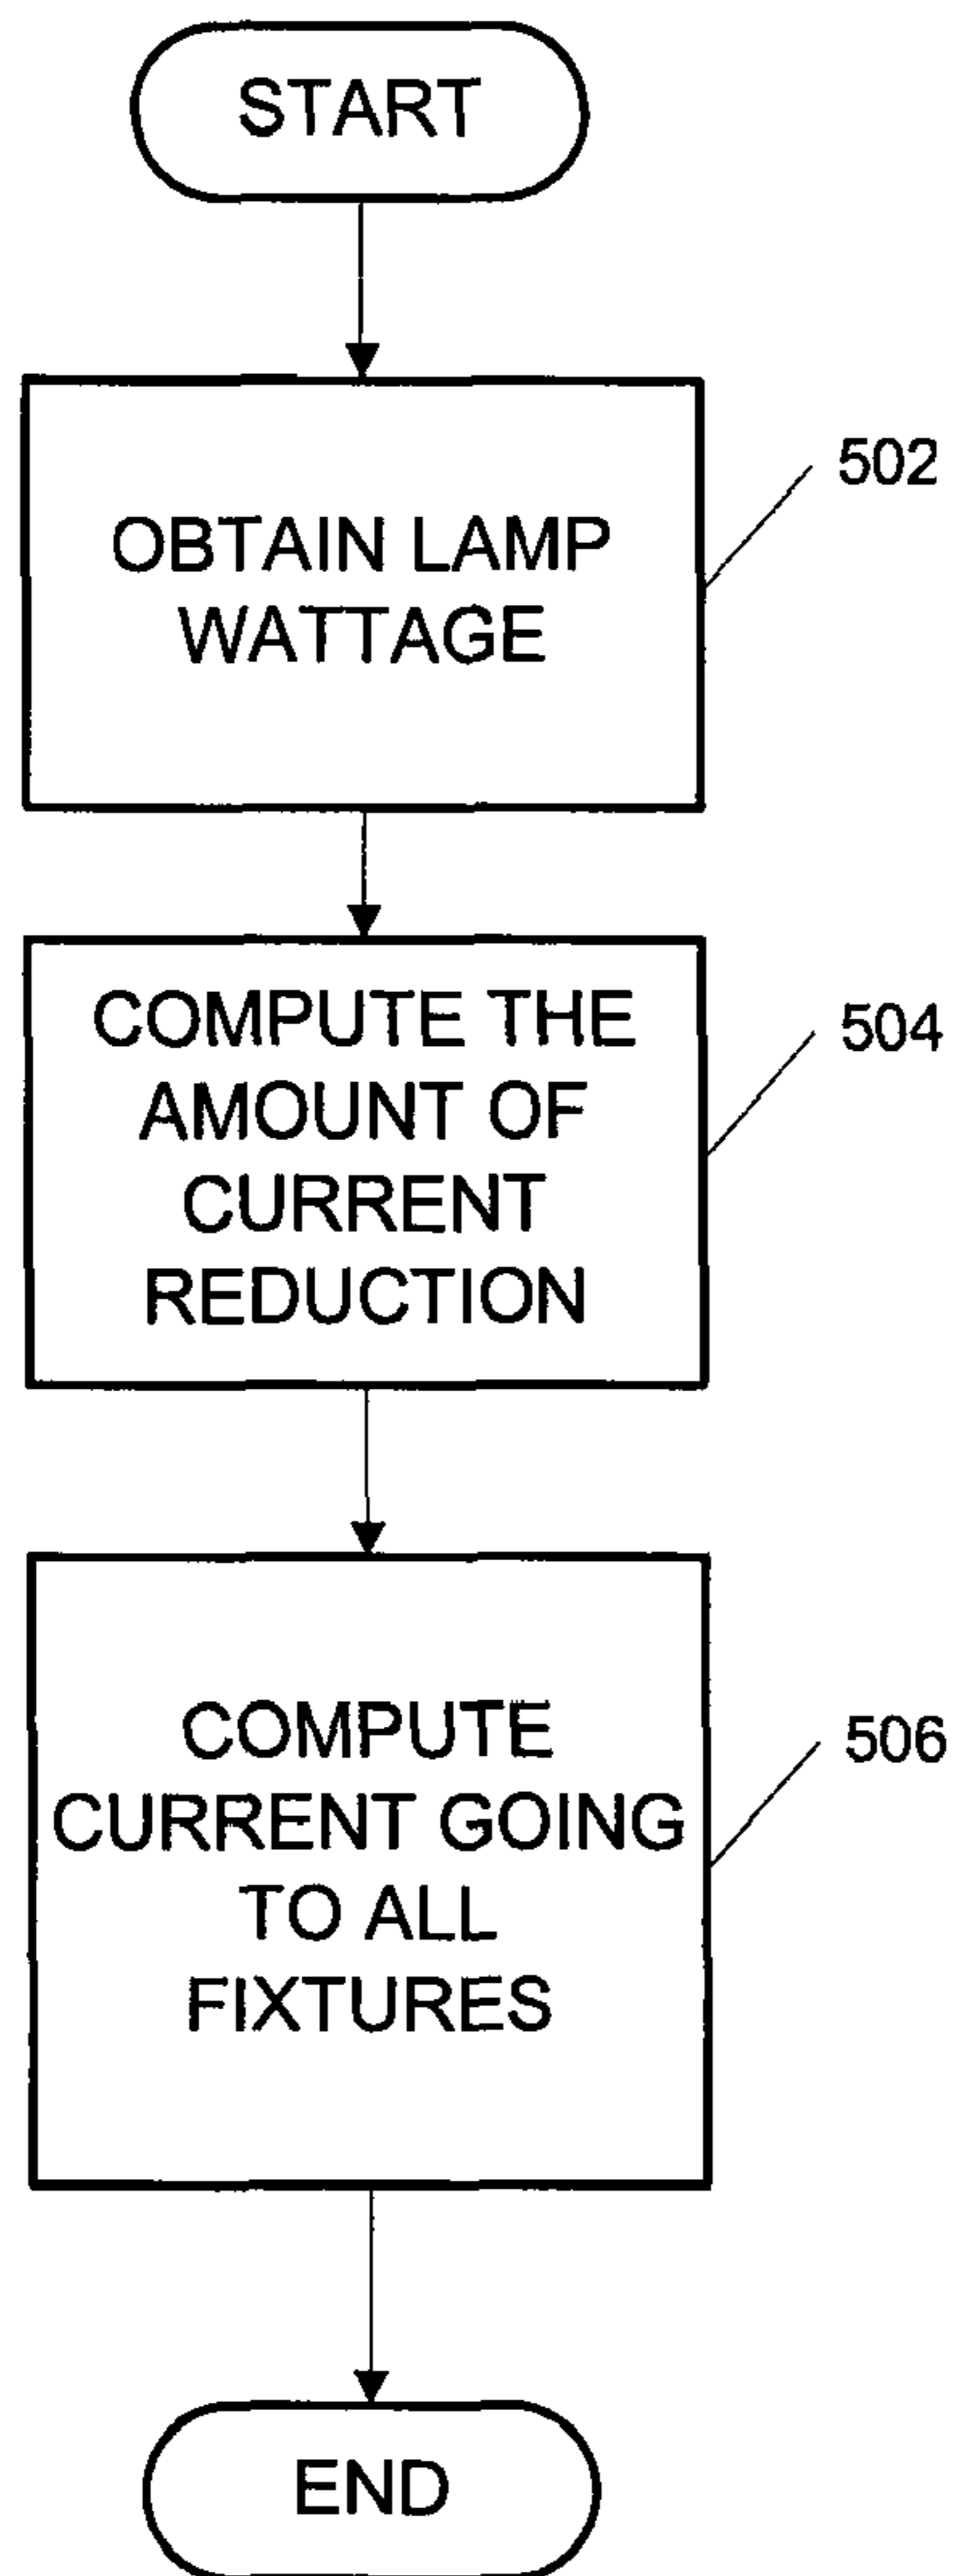 START
502
OBTAIN LAMP
WATTAGE
504
COMPUTE THE
AMOUNT OF
CURRENT
REDUCTION
506
COMPUTE
CURRENT GOING
TO ALL
FIXTURES
END